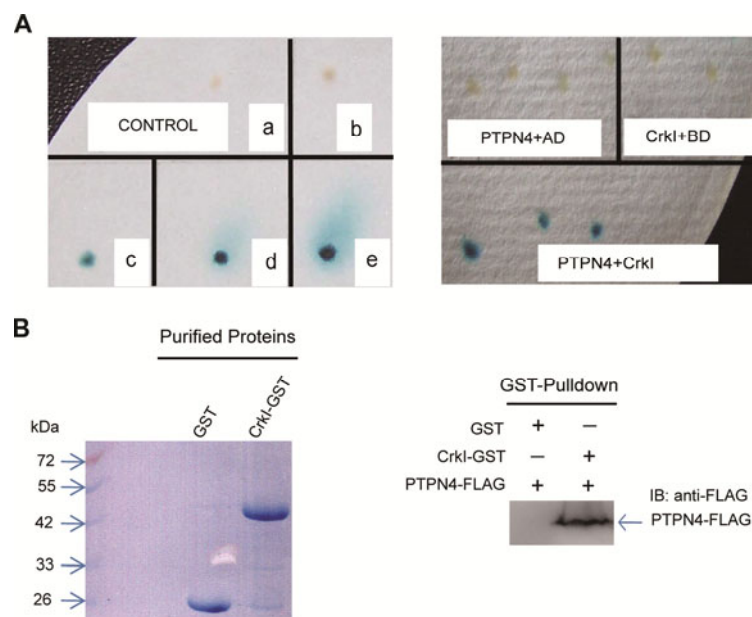 A
CONTROL
a
b
c
d
e
PTPN4+AD
CrkI+BD
PTPN4+CrkI
B
Purified Proteins
kDa
GST
CrkI-GST
72
55
42
33
26
GST-Pulldown
GST + –
CrkI-GST – +
PTPN4-FLAG + +
IB: anti-FLAG
PTPN4-FLAG